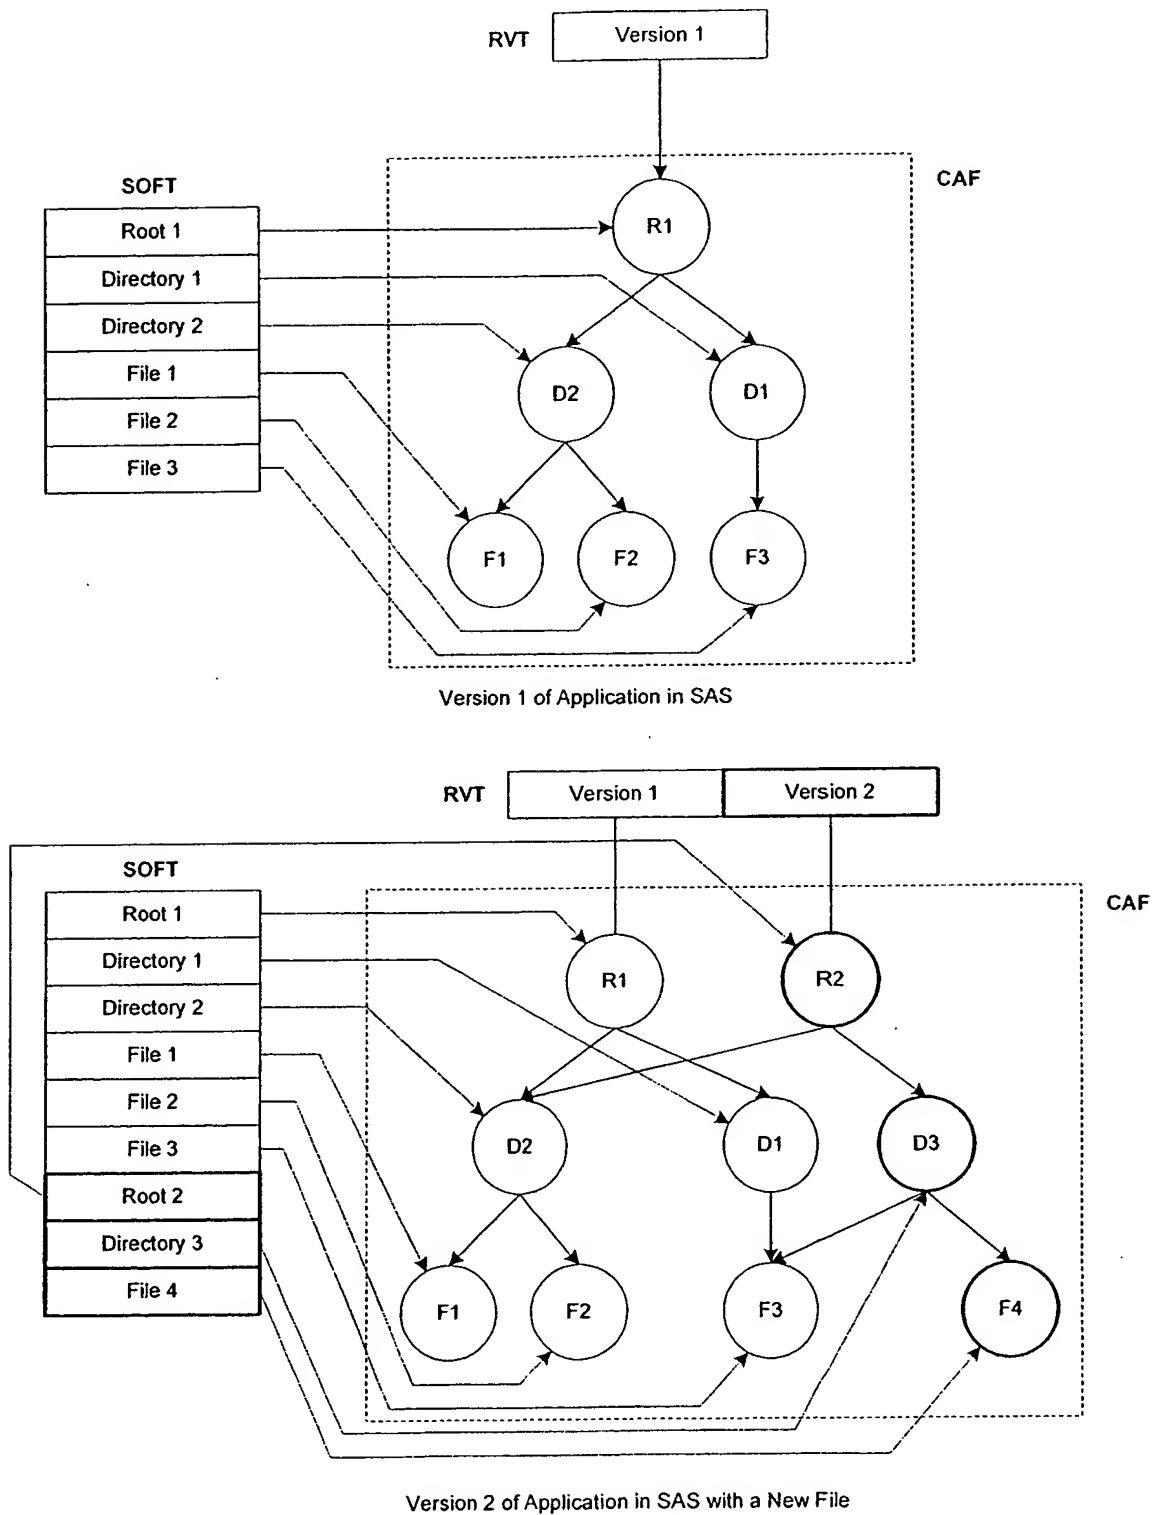 RVT
Version 1
CAF
SOFT
Root 1
Directory 1
Directory 2
File 1
File 2
File 3
R1
D2
D1
F1
F2
F3
Version 1 of Application in SAS
RVT
Version 1
Version 2
CAF
SOFT
Root 1
Directory 1
Directory 2
File 1
File 2
File 3
Root 2
Directory 3
File 4
R1
R2
D2
D1
D3
F1
F2
F3
F4
Version 2 of Application in SAS with a New File